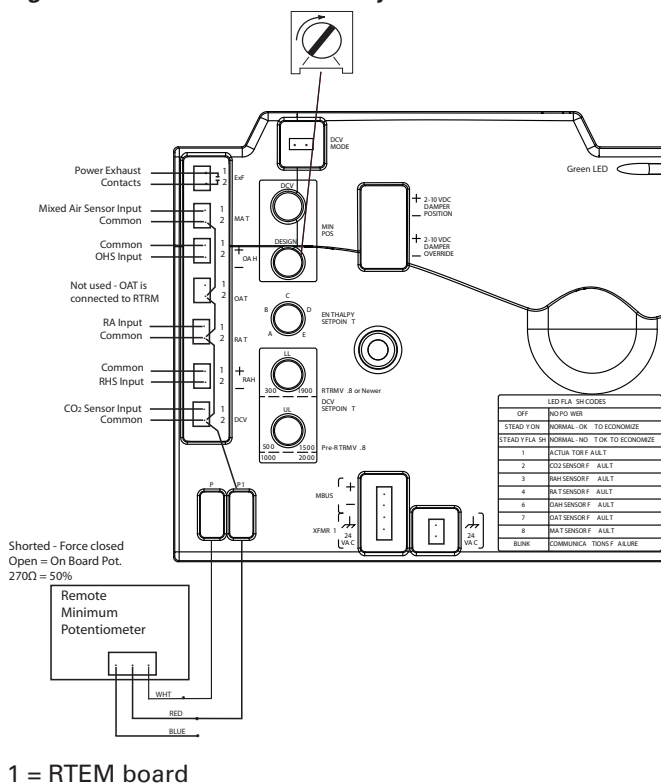 DCV
MODE
Green LED
Power Exhaust
Contacts
1
2
ExF
Mixed Air Sensor Input
Common
1
2
MA T
Common
OHS Input
1
2
+
OA H
–
Not used - OAT is
connected to RTRM
1
2
OA T
RA Input
Common
1
2
RA T
Common
RHS Input
1
2
+
RAH
–
CO2 Sensor Input
Common
1
2
DCV
DCV
MIN
POS
DESIGN
+ 2-10 VDC
DAMPER
– POSITION
+ 2-10 VDC
DAMPER
– OVERRIDE
A
B
C
D
E
EN THALPY
SETPOIN T
LL
300
1900
RTRMV .8 or Newer
DCV
SETPOIN T
UL
500
1500
Pre-R TRMV .8
1000
2000
LED FLA SH CODES
OFF NO PO WER
STEAD Y ON NORMAL - OK TO ECONOMIZE
STEAD Y FLA SH NORMAL - NO T OK TO ECONOMIZE
1 A CTUA TOR F AULT
2 CO2 SENSOR F AULT
3 RAH SENSOR F AULT
4 RA T SENSOR F AULT
6 OAH SENSOR F AULT
7 OAT SENSOR F AULT
8 MA T SENSOR F AULT
BLINK COMMUNICA TIONS F AILURE
P
P1
MBUS
+
–
XFMR 1
24
VA C
24
VA C
Shorted - Force closed
Open = On Board Pot.
270Ω = 50%
Remote
Minimum
Potentiometer
WHT
RED
BLUE
1 = RTEM board